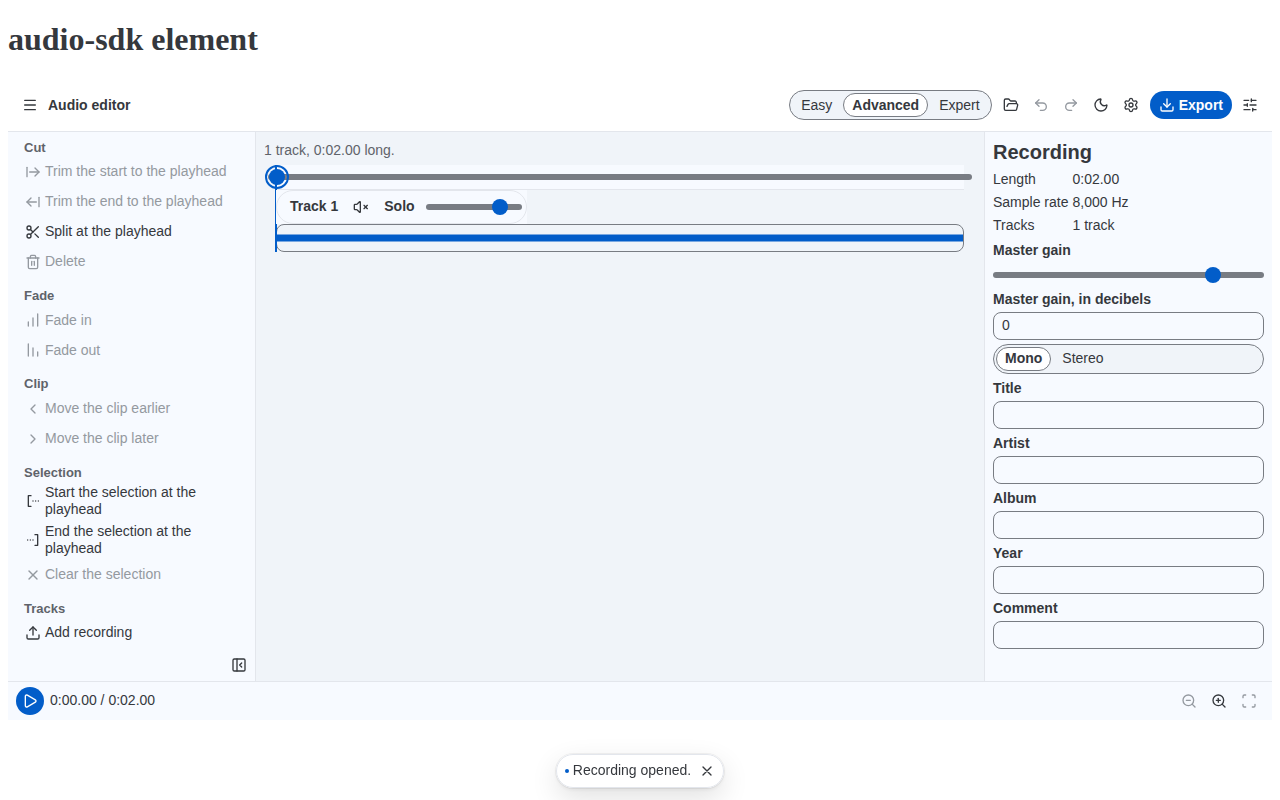 audio-sdk element
Audio editor
Easy
Advanced
Expert
Export
Cut
Trim the start to the playhead
Trim the end to the playhead
Split at the playhead
Delete
Fade
Fade in
Fade out
Clip
Move the clip earlier
Move the clip later
Selection
Start the selection at the
playhead
End the selection at the
playhead
Clear the selection
Tracks
Add recording
1 track, 0:02.00 long.
Track 1
Solo
Recording
Length 0:02.00
Sample rate 8,000 Hz
Tracks 1 track
Master gain
Master gain, in decibels
0
Mono Stereo
Title
Artist
Album
Year
Comment
0:00.00 / 0:02.00
Recording opened.